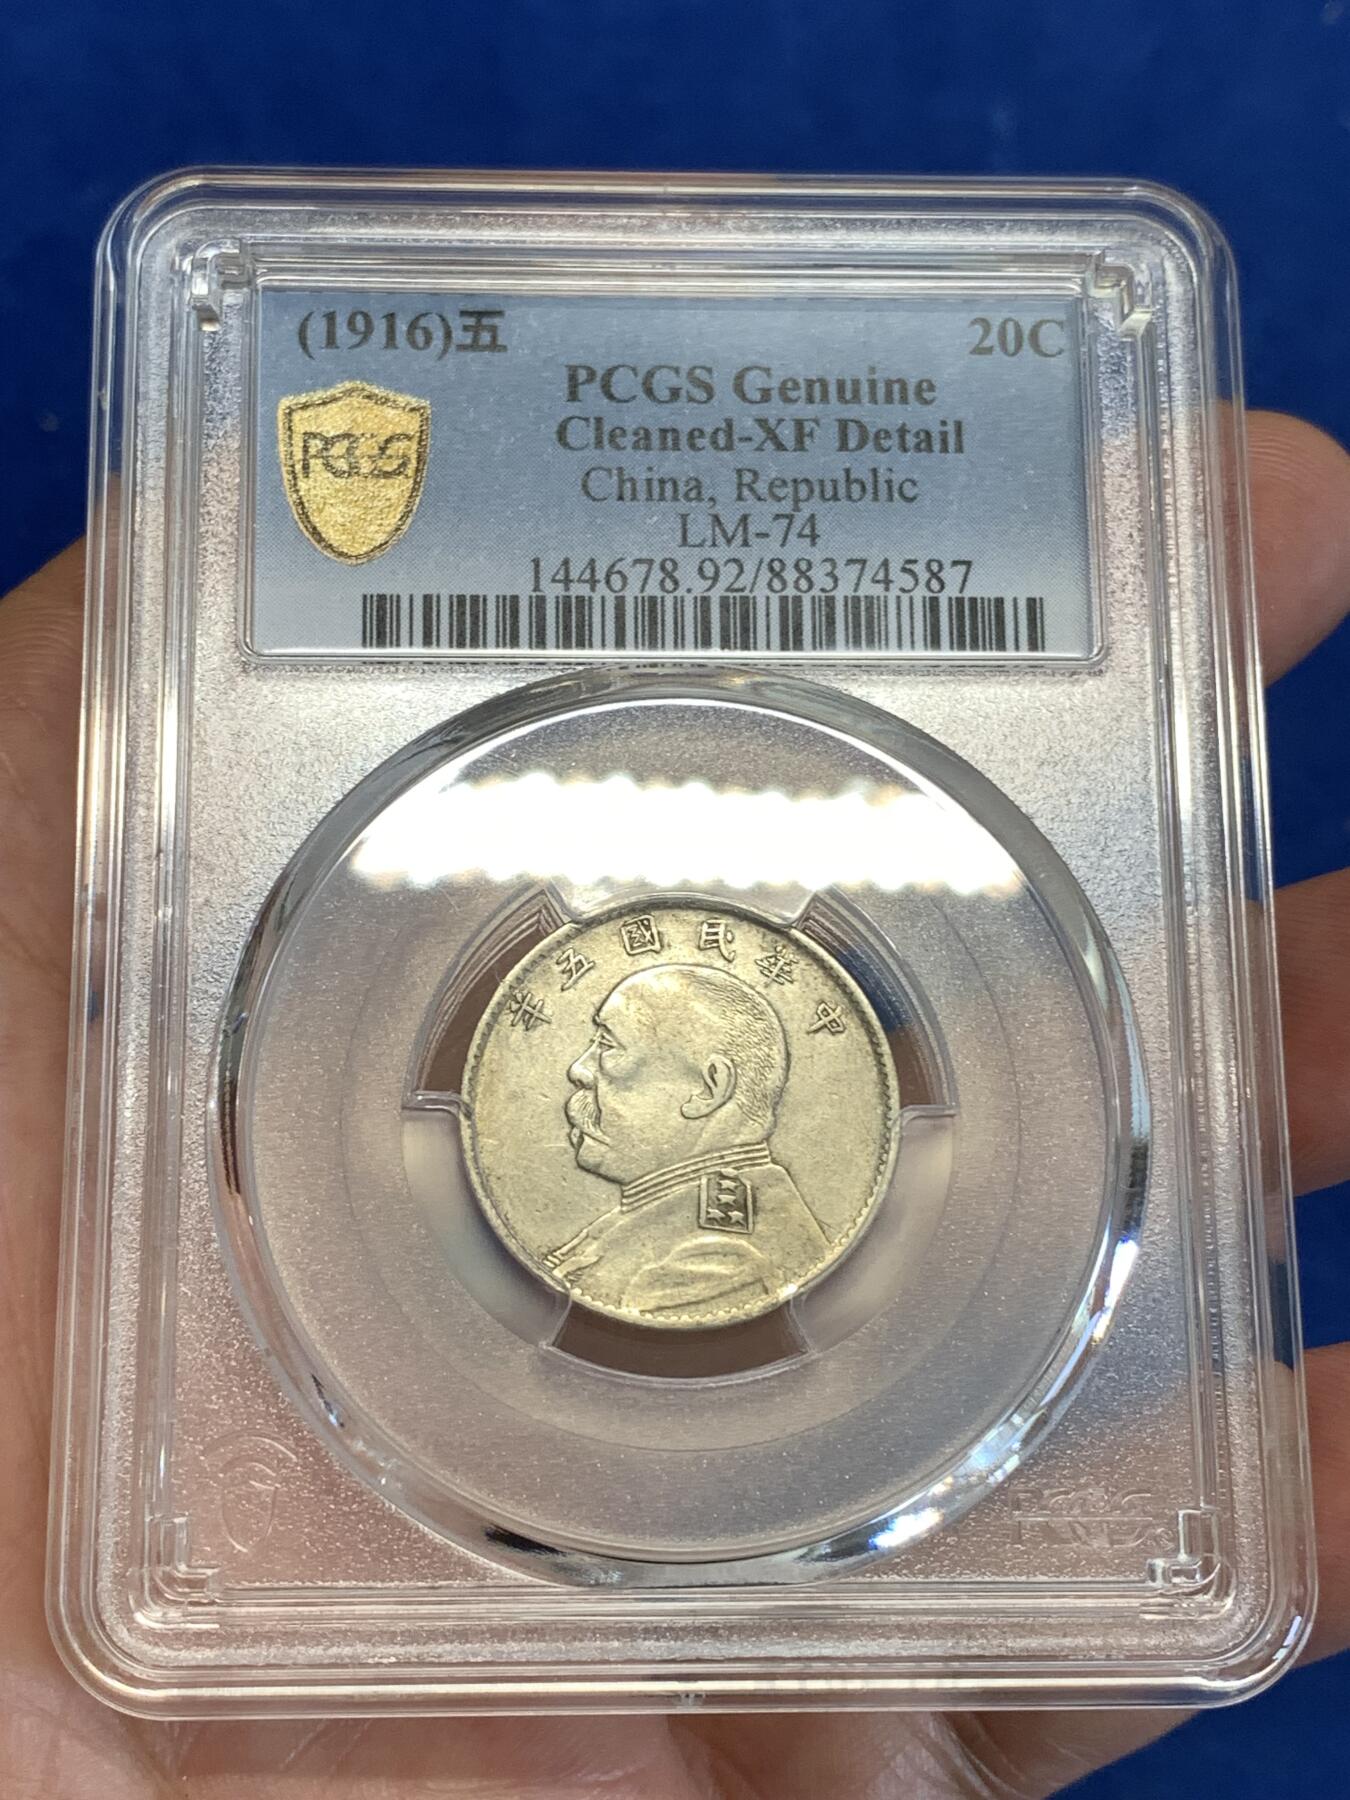 (1916)五 20C
PCGS Genuine
Cleaned-XF Detail
PCGS
China, Republic
LM-74
144678.92/88374587
年五國民華中
PCGS